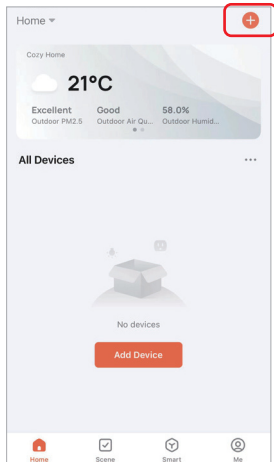 Home
Cozy Home
21°C
Excellent Good 58.0%
Outdoor PM2.5 Outdoor Air Qu... Outdoor Humid...
All Devices
No devices
Add Device
Home Scene Smart Me